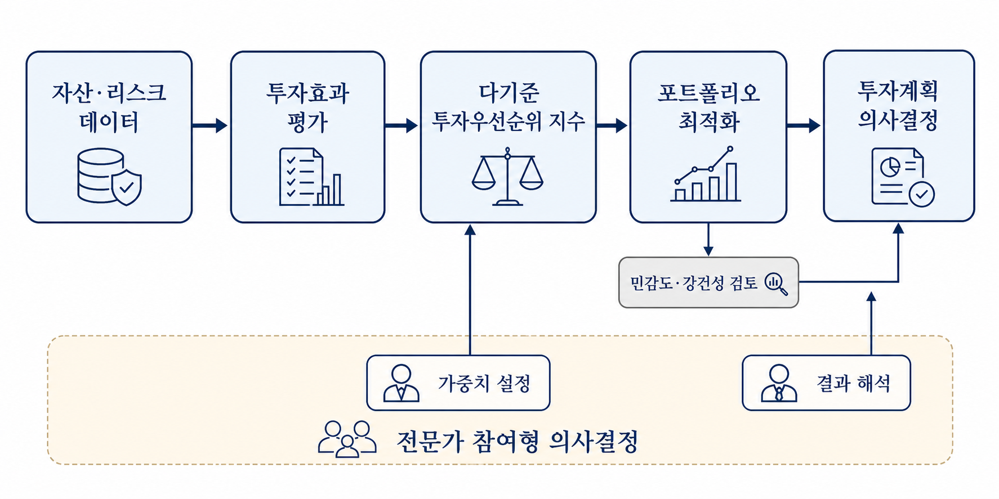 자산·리스크
데이터
투자효과
평가
다기준
투자우선순위 지수
포트폴리오
최적화
투자계획
의사결정
민감도·강건성 검토
가중치 설정
결과 해석
전문가 참여형 의사결정